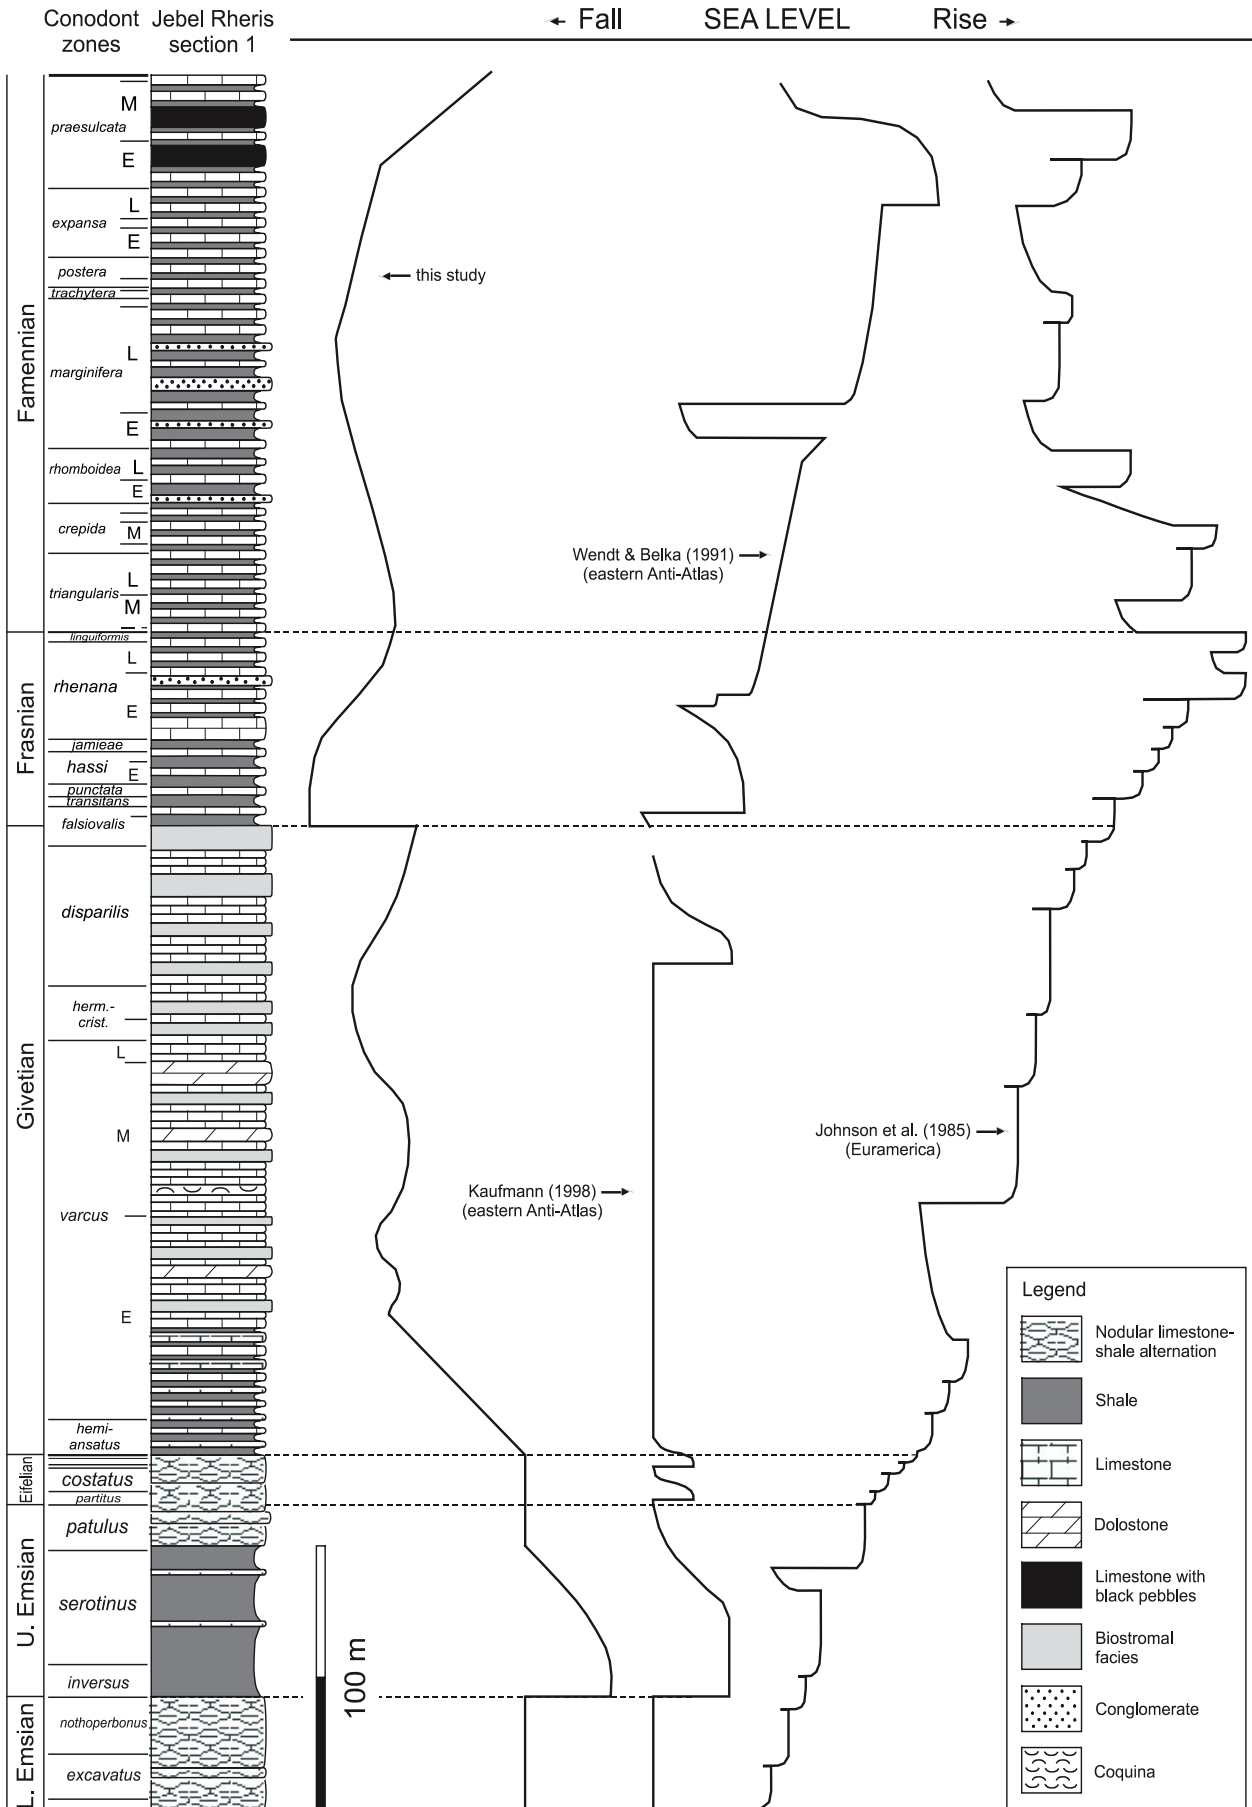 Conodont zones
Jebel Rheris section 1
← Fall
SEA LEVEL
Rise →
Famennian
Frasnian
Givetian
Eifelian
U. Emsian
L. Emsian
M
praesulcata
E
L
expansa
E
postera
trachytera
L
marginifera
E
rhomboidea
L
E
crepida
M
L
triangularis
M
linguiformis
L
rhenana
E
jamieae
hassi
E
punctata
transitans
falsiovalis
disparilis
herm.-
crist.
L
M
varcus
E
hemi-
ansatus
costatus
partitus
patulus
serotinus
inversus
nothoperbonus
excavatus
← this study
Wendt & Belka (1991) →
(eastern Anti-Atlas)
Johnson et al. (1985) →
(Euramerica)
Kaufmann (1998) →
(eastern Anti-Atlas)
100 m
Legend
Nodular limestone-
shale alternation
Shale
Limestone
Dolostone
Limestone with
black pebbles
Biostromal
facies
Conglomerate
Coquina